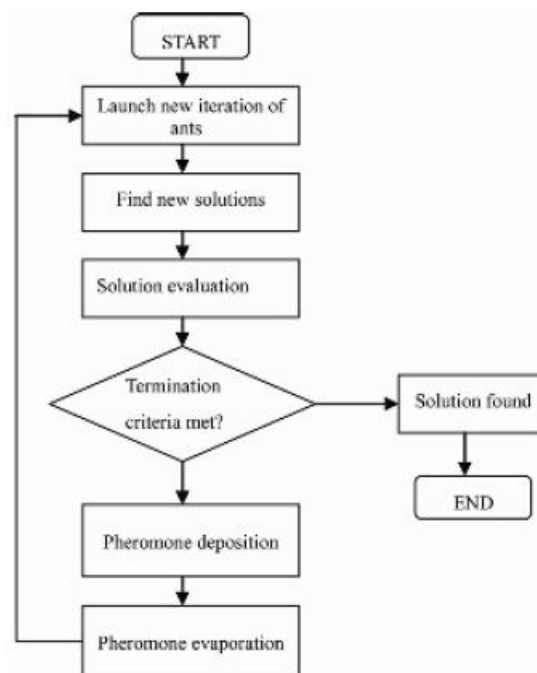 START
Launch new iteration of
ants
Find new solutions
Solution evaluation
Termination
criteria met?
Solution found
END
Pheromone deposition
Pheromone evaporation